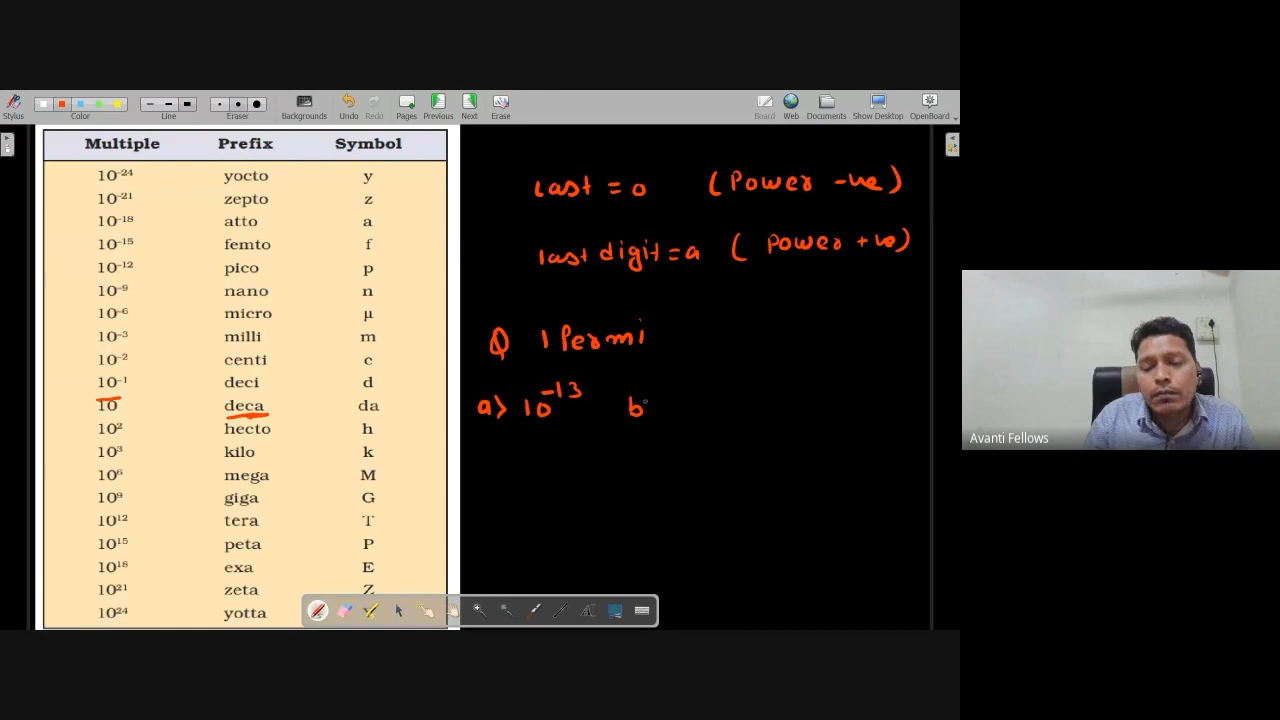 Stylus Color Line Eraser Backgrounds Undo Redo Pages Previous Next Erase Board Web Documents Show Desktop OpenBoard
Multiple Prefix Symbol
10⁻²⁴ yocto y
10⁻²¹ zepto z
10⁻¹⁸ atto a
10⁻¹⁵ femto f
10⁻¹² pico p
10⁻⁹ nano n
10⁻⁶ micro μ
10⁻³ milli m
10⁻² centi c
10⁻¹ deci d
10 deca da
10² hecto h
10³ kilo k
10⁶ mega M
10⁹ giga G
10¹² tera T
10¹⁵ peta P
10¹⁸ exa E
10²¹ zeta Z
10²⁴ yotta
last = o (Power -ve)
last digit = a ( Power +ve)
Q 1 Permi
a> 10⁻¹³ b
Avanti Fellows